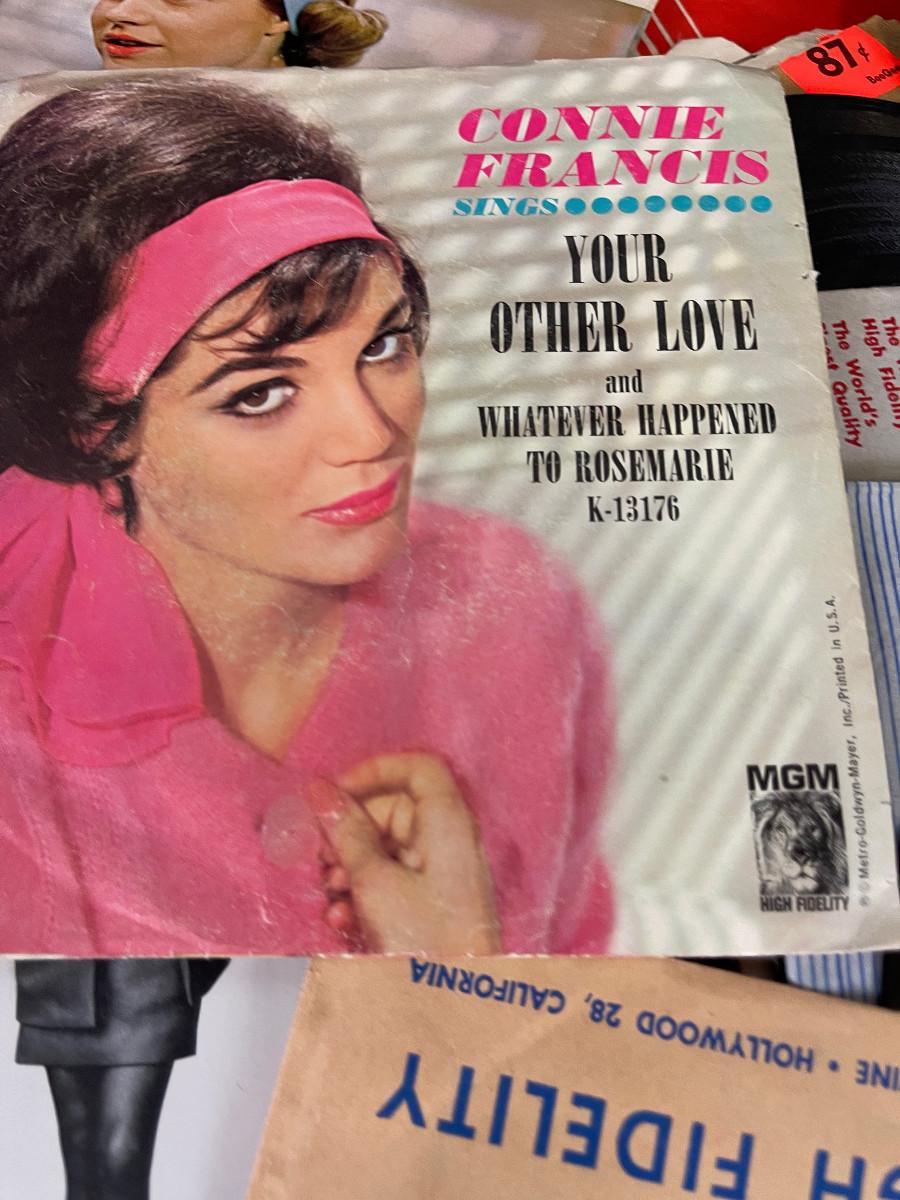 87¢
CONNIE
FRANCIS
SINGS
YOUR
OTHER LOVE
and
WHATEVER HAPPENED
TO ROSEMARIE
K-13176
High Fidelity
The World's
Quality
℗ © Metro-Goldwyn-Mayer, Inc./Printed in U.S.A.
MGM
HIGH FIDELITY
HOLLYWOOD 28, CALIFORNIA
FIDELITY